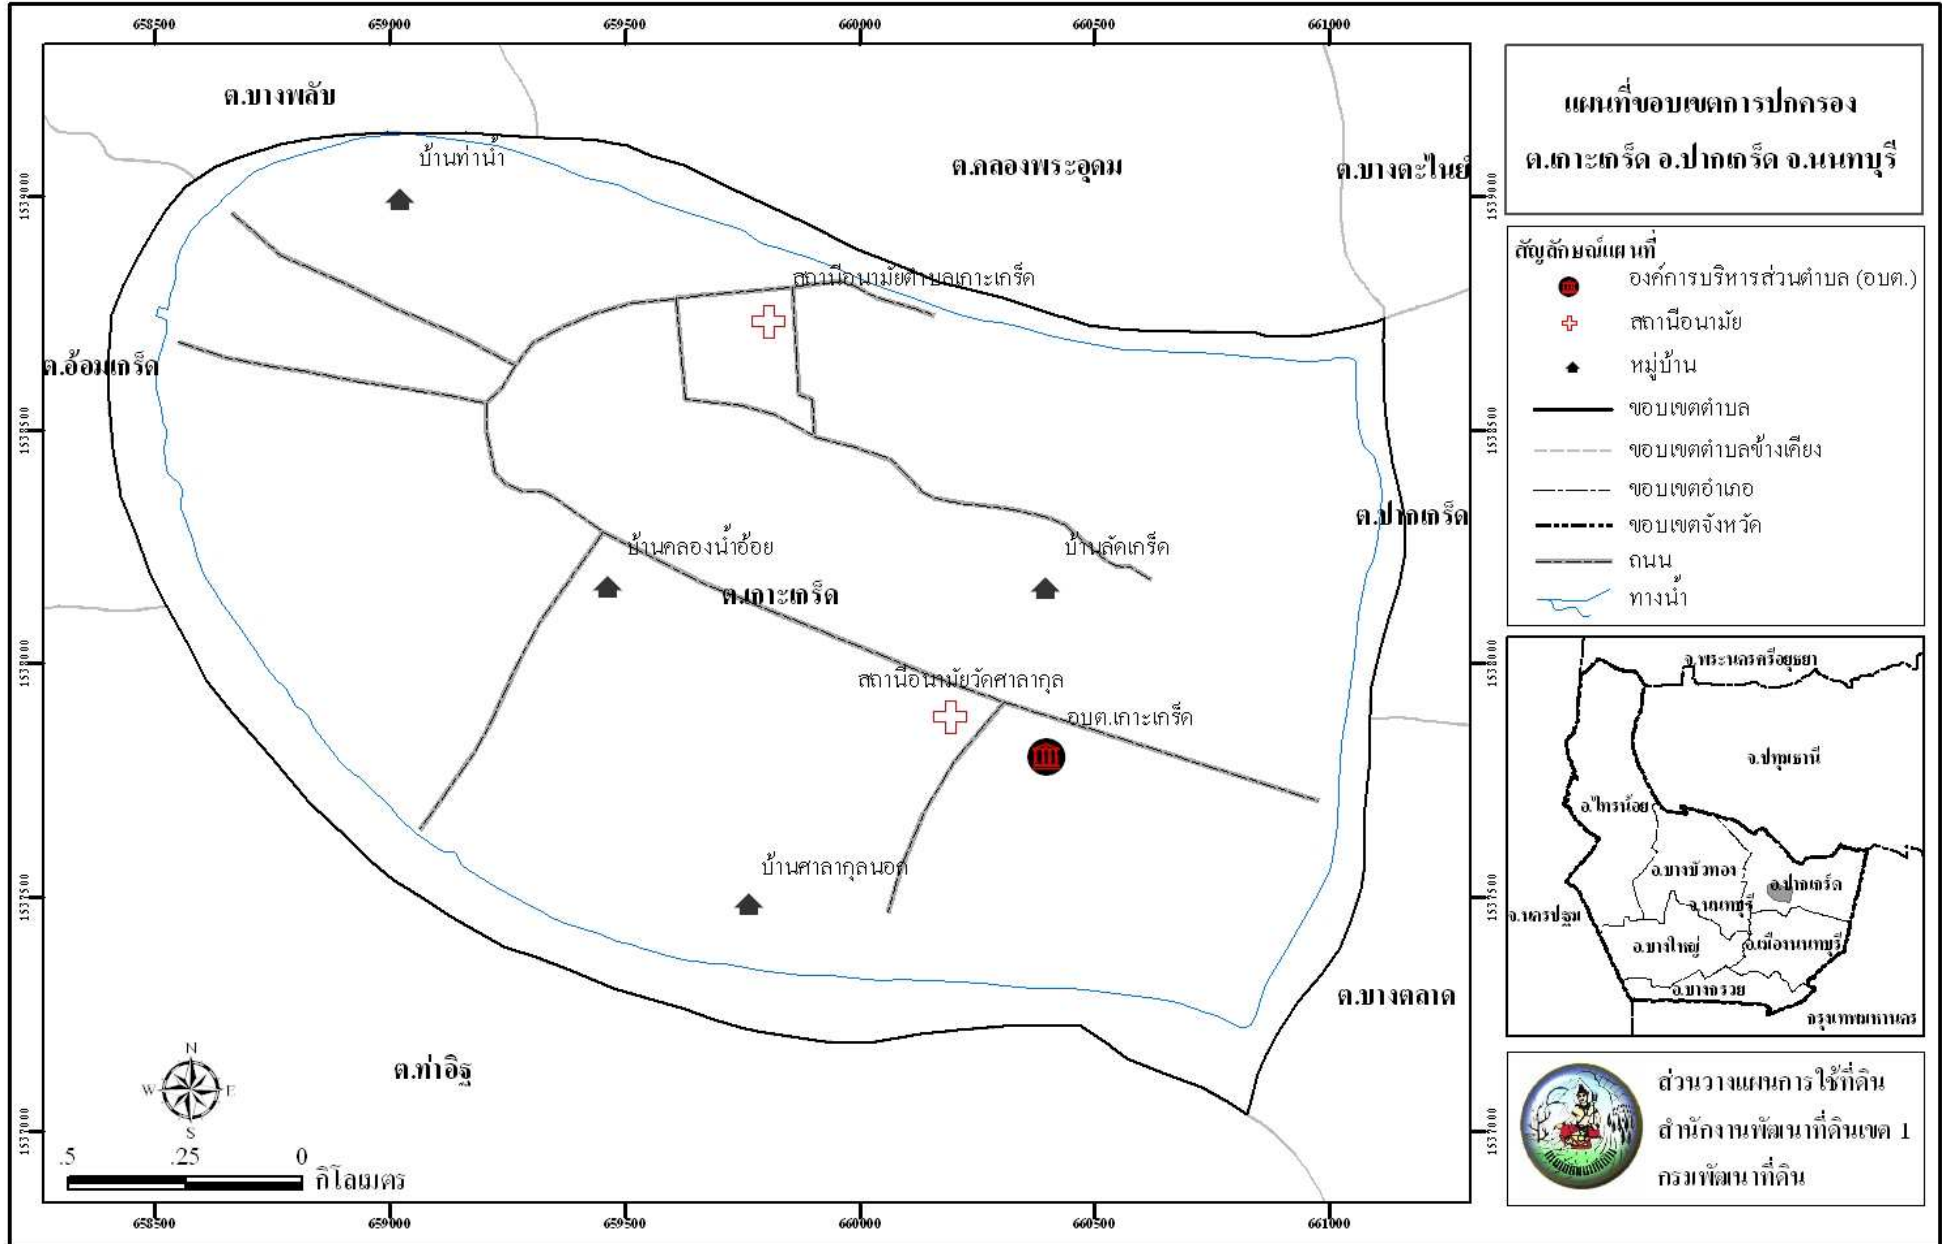 658500 659000 659500 660000 660500 661000
ต.บางพลับ
บ้านท่าน้ำ
ต.คลองพระอุดม
ต.บางตะไนย์
1539000 1539000
สถานีอนามัยตำบลเกาะเกร็ด
ต.อ้อมเกร็ด
1538500 1538500
ต.ปากเกร็ด
บ้านคลองน้ำอ้อย
บ้านลัดเกร็ด
ต.เกาะเกร็ด
1538000 1538000
สถานีอนามัยวัดศาลากุล
อบต.เกาะเกร็ด
บ้านศาลากุลนอก
1537500 1537500
ต.บางตลาด
ต.ท่าอิฐ
N
W E
S
1537000 1537000
.5 .25 0
กิโลเมตร
658500 659000 659500 660000 660500 661000
แผนที่ขอบเขตการปกครอง
ต.เกาะเกร็ด อ.ปากเกร็ด จ.นนทบุรี
สัญลักษณ์แผนที่
องค์การบริหารส่วนตำบล (อบต.)
สถานีอนามัย
หมู่บ้าน
ขอบเขตตำบล
ขอบเขตตำบลข้างเคียง
ขอบเขตอำเภอ
ขอบเขตจังหวัด
ถนน
ทางน้ำ
จ.พระนครศรีอยุธยา
จ.ปทุมธานี
อ.ไทรน้อย
อ.บางบัวทอง
อ.ปากเกร็ด
จ.นนทบุรี
จ.นครปฐม
อ.บางใหญ่
อ.เมืองนนทบุรี
อ.บางกรวย
กรุงเทพมหานคร
ส่วนวางแผนการใช้ที่ดิน
สำนักงานพัฒนาที่ดินเขต 1
กรมพัฒนาที่ดิน